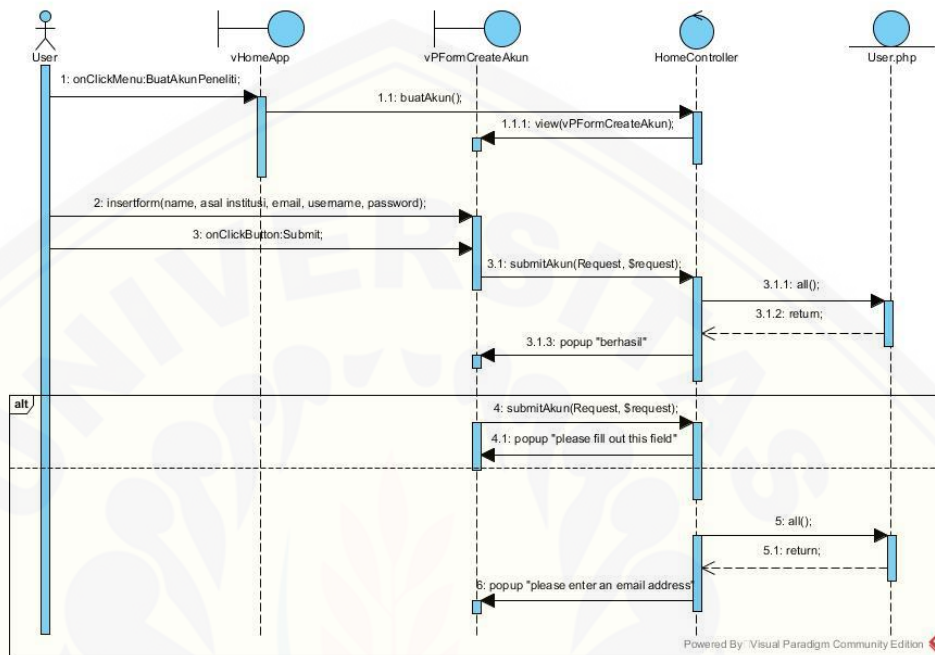 User
vHomeApp
vPFormCreateAkun
HomeController
User.php
1: onClickMenu:BuatAkunPeneliti;
1.1: buatAkun();
1.1.1: view(vPFormCreateAkun);
2: insertform(name, asal institusi, email, username, password);
3: onClickButton:Submit;
3.1: submitAkun(Request, $request);
3.1.1: all();
3.1.2: return;
3.1.3: popup "berhasil"
alt
4: submitAkun(Request, $request);
4.1: popup "please fill out this field"
5: all();
5.1: return;
6: popup "please enter an email address"
UNIVERSITAS
Powered By Visual Paradigm Community Edition